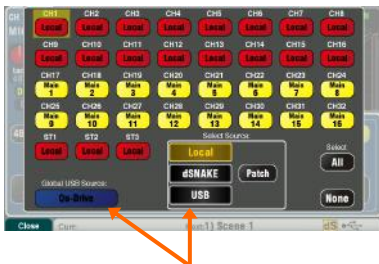 CH1 CH2 CH3 CH4 CH5 CH6 CH7 CH8
Local Local Local Local Local Local Local Local
CH9 CH10 CH11 CH12 CH13 CH14 CH15 CH16
Local Local Local Local Local Local Local Local
CH17 CH18 CH19 CH20 CH21 CH22 CH23 CH24
Main Main Main Main Main Main Main Main
1 2 3 4 5 6 7 8
CH25 CH26 CH27 CH28 CH29 CH30 CH31 CH32
Main Main Main Main Main Main Main Main
9 10 11 12 13 14 15 16
ST1 ST2 ST3 Select Source:
Local Local Local Local
Select
All
dSNAKE Patch
Global USB Source:
Qu-Drive USB None
Close Curr 1) Scene 1 dS